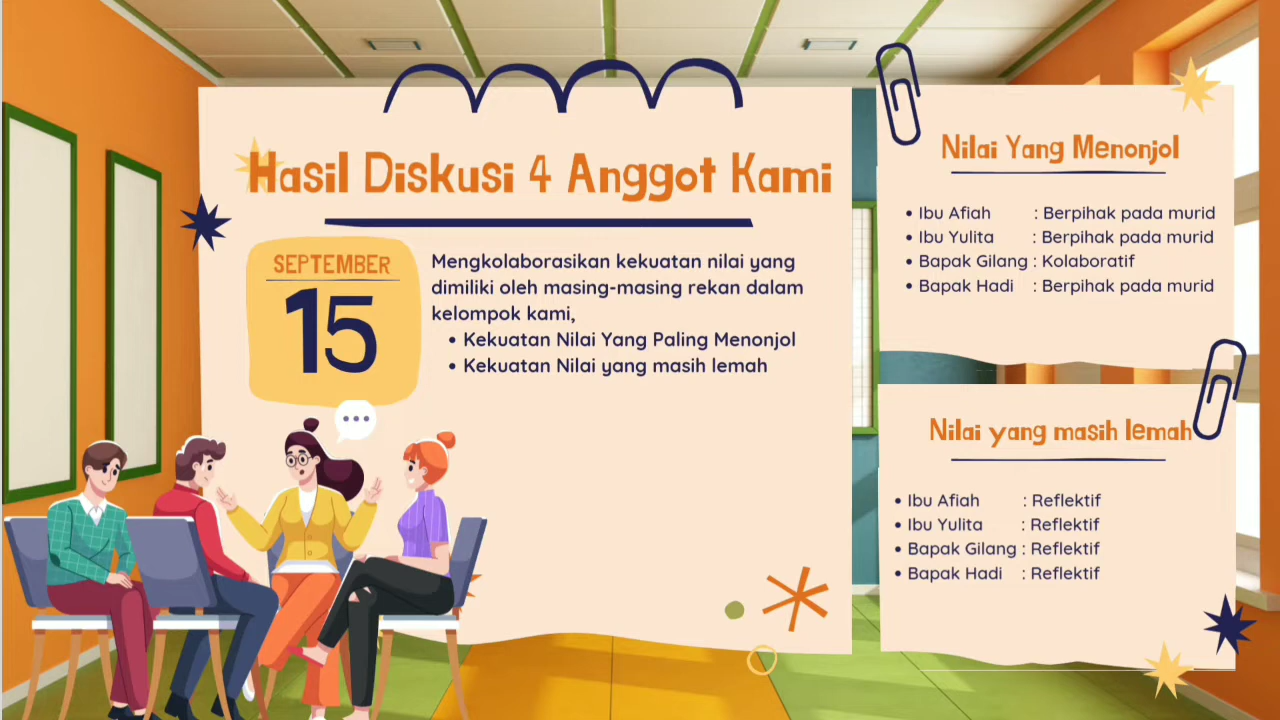 Hasil Diskusi 4 Anggot Kami
SEPTEMBER
15
Mengkolaborasikan kekuatan nilai yang
dimiliki oleh masing-masing rekan dalam
kelompok kami,
• Kekuatan Nilai Yang Paling Menonjol
• Kekuatan Nilai yang masih lemah
Nilai Yang Menonjol
• Ibu Afiah : Berpihak pada murid
• Ibu Yulita : Berpihak pada murid
• Bapak Gilang : Kolaboratif
• Bapak Hadi : Berpihak pada murid
Nilai yang masih lemah
• Ibu Afiah : Reflektif
• Ibu Yulita : Reflektif
• Bapak Gilang : Reflektif
• Bapak Hadi : Reflektif